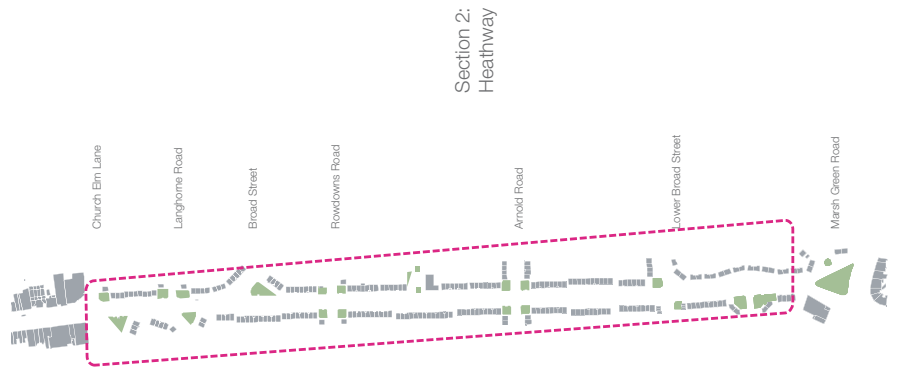 Section 2:
Heathway
Church Elm Lane
Langhorne Road
Broad Street
Rowdowns Road
Arnold Road
Lower Broad Street
Marsh Green Road